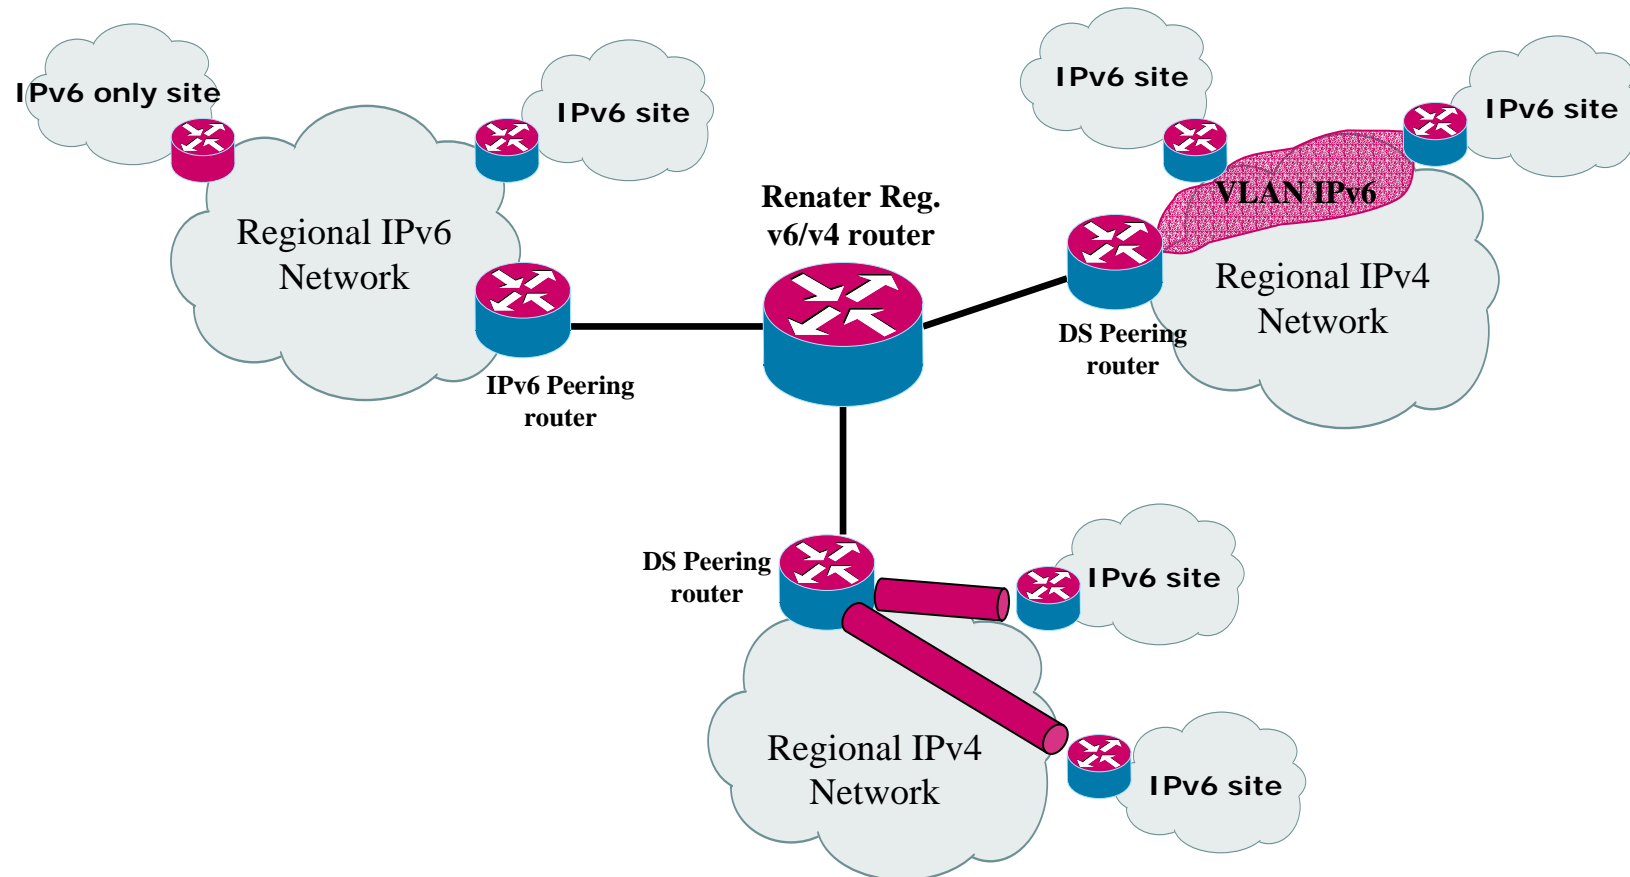 IPv6 only site
IPv6 site
IPv6 site
IPv6 site
Regional IPv6
Network
Renater Reg.
v6/v4 router
VLAN IPv6
Regional IPv4
Network
DS Peering
router
IPv6 Peering
router
DS Peering
router
IPv6 site
Regional IPv4
Network
IPv6 site